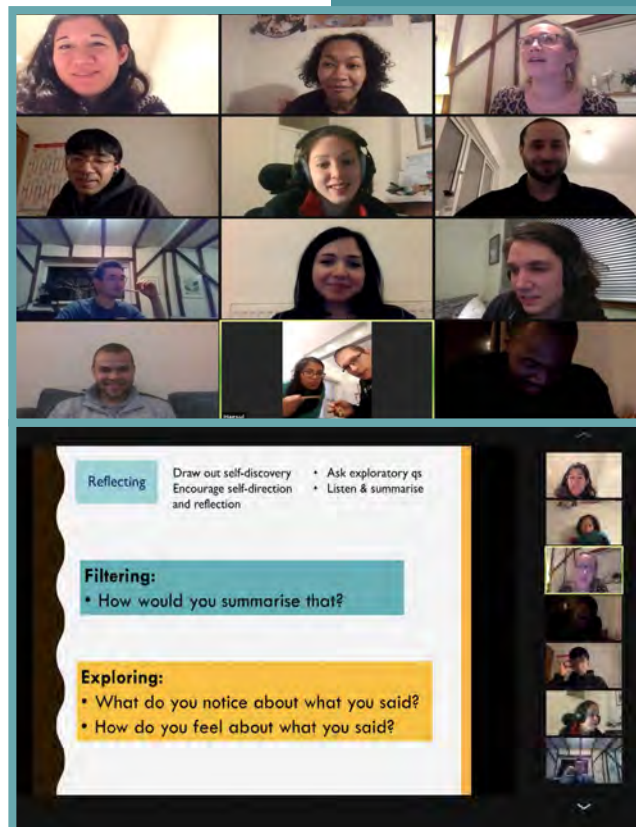 Reflecting
Draw out self-discovery
Encourage self-direction
and reflection
• Ask exploratory qs
• Listen & summarise
Filtering:
• How would you summarise that?
Exploring:
• What do you notice about what you said?
• How do you feel about what you said?